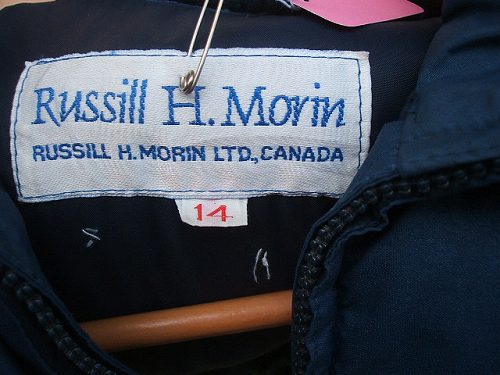 Russill H. Morin
RUSSILL H. MORIN LTD., CANADA
14